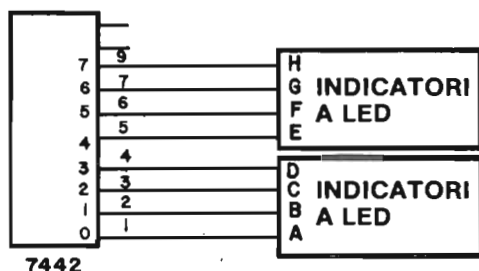 7 9 H
6 7 G INDICATORI
5 6 F A LED
4 5 E
3 4 D
2 3 C INDICATORI
1 2 B A LED
0 1 A
7442